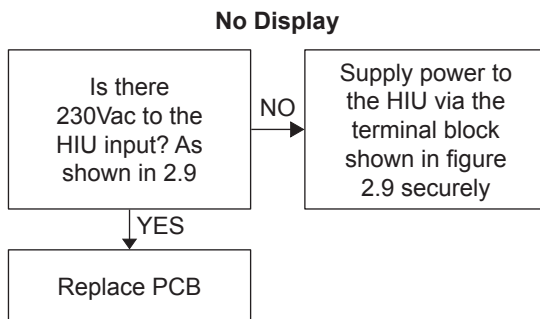 No Display
Is there
230Vac to the
HIU input? As
shown in 2.9
NO
Supply power to
the HIU via the
terminal block
shown in figure
2.9 securely
YES
Replace PCB